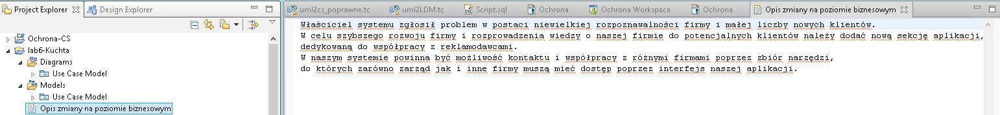 Project Explorer
Design Explorer
Ochrona-CS
lab6-Kuchta
Diagrams
Use Case Model
Models
Use Case Model
Opis zmiany na poziomie biznesowym
uml2cs_poprawne.tc
uml2LDM.tc
Script.sql
Ochrona
Ochrona Workspace
Ochrona
Opis zmiany na poziomie biznesowym
Właściciel systemu zgłosił problem w postaci niewielkiej rozpoznawalności firmy i małej liczby nowych klientów.
W celu szybszego rozwoju firmy i rozprowadzenia wiedzy o naszej firmie do potencjalnych klientów należy dodać nową sekcję aplikacji,
dedykowaną do współpracy z reklamodawcami.
W naszym systemie powinna być możliwość kontaktu i współpracy z różnymi firmami poprzez zbiór narzędzi,
do których zarówno zarząd jak i inne firmy muszą mieć dostęp poprzez interfejs naszej aplikacji.